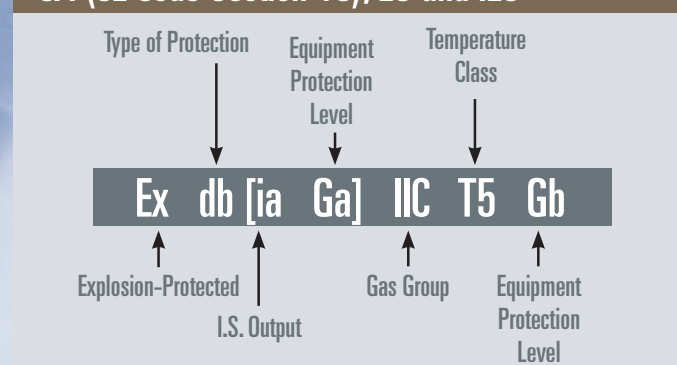 Type of Protection
Equipment
Protection
Level
Temperature
Class
Ex db [ia Ga] IIC T5 Gb
Explosion-Protected
I.S. Output
Gas Group
Equipment
Protection
Level